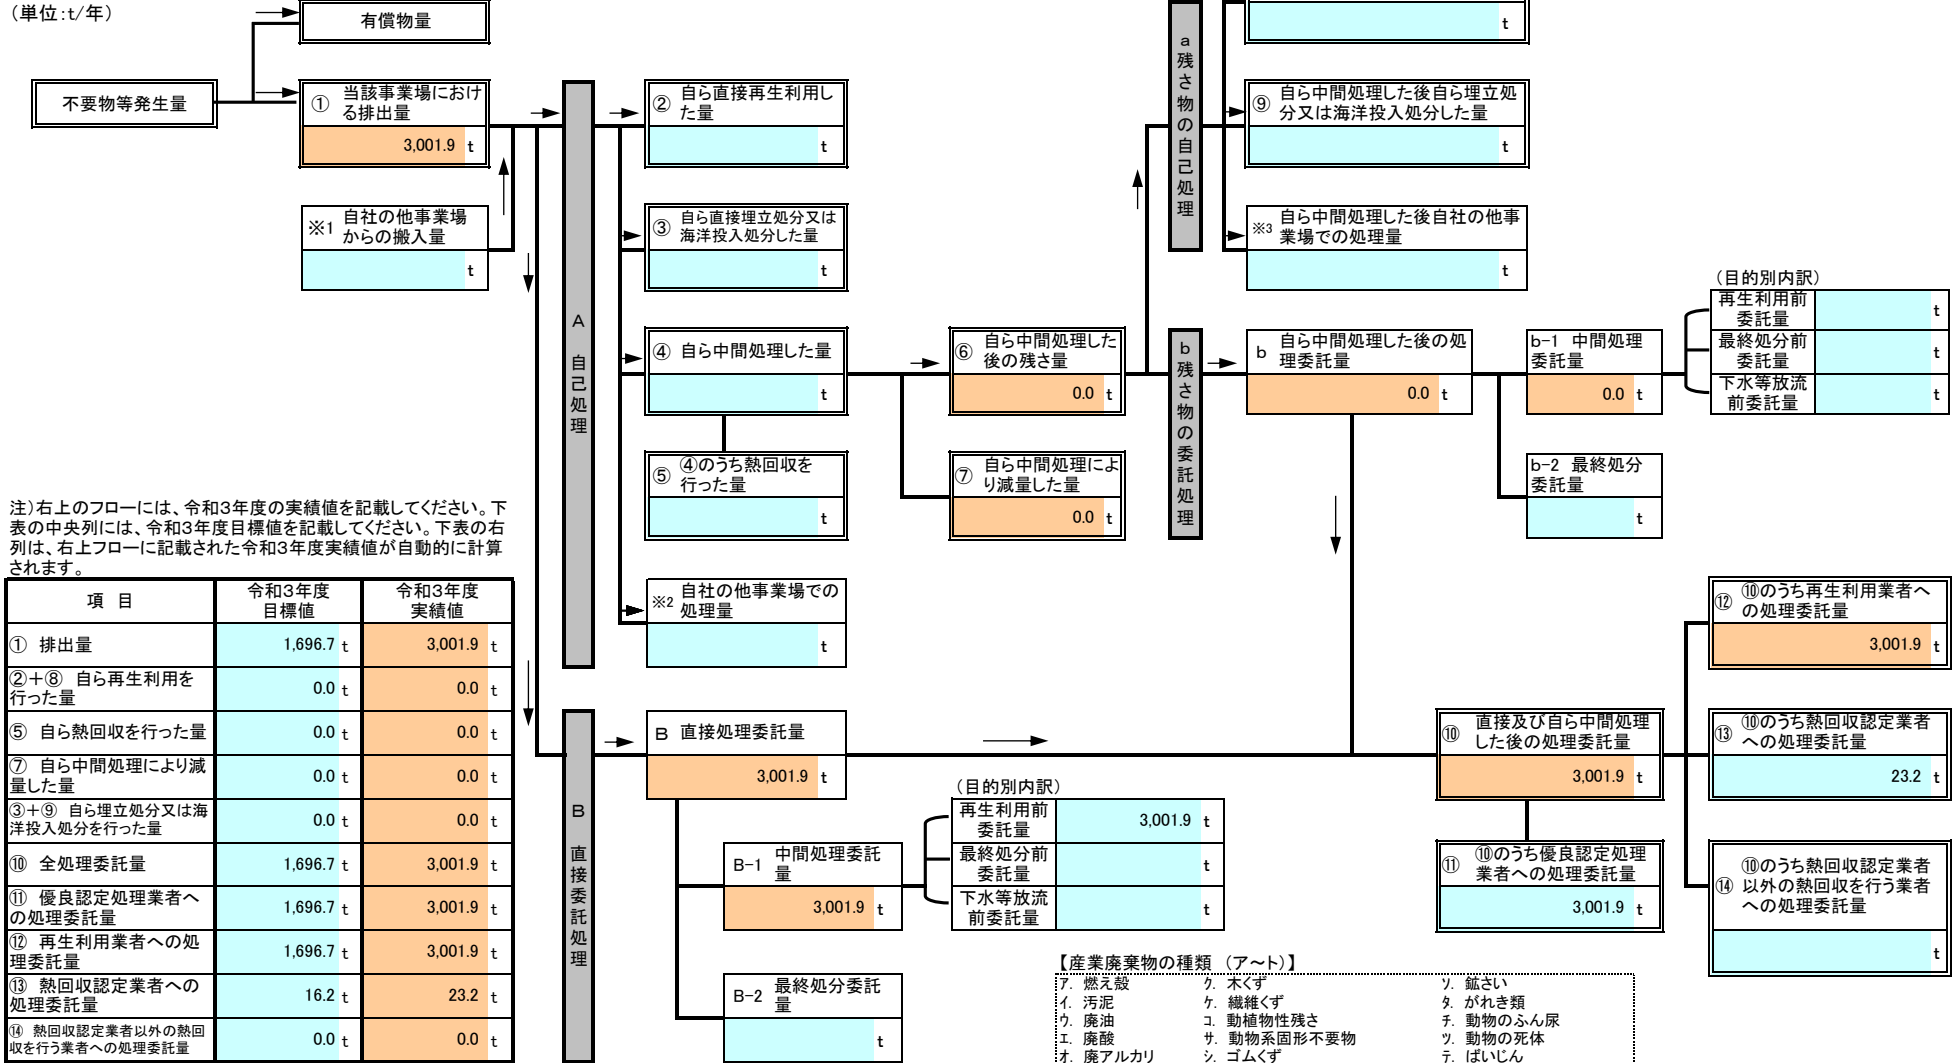 （単位：t/年）
有償物量
不要物等発生量
① 当該事業場におけ
る排出量
3,001.9 t
※1 自社の他事業場
からの搬入量
t
A 自己処理
② 自ら直接再生利用し
た量
t
③ 自ら直接埋立処分又は
海洋投入処分した量
t
④ 自ら中間処理した量
t
⑤ ④のうち熱回収を
行った量
t
※2 自社の他事業場での
処理量
t
⑥ 自ら中間処理した
後の残さ量
0.0 t
⑦ 自ら中間処理によ
り減量した量
0.0 t
a 残さ物の自己処理
t
⑨ 自ら中間処理した後自ら埋立処
分又は海洋投入処分した量
t
※3 自ら中間処理した後自社の他事
業場での処理量
t
b 残さ物の委託処理
b 自ら中間処理した後の処
理委託量
0.0 t
b-1 中間処理
委託量
0.0 t
b-2 最終処分
委託量
t
（目的別内訳）
再生利用前
委託量
t
最終処分前
委託量
t
下水等放流
前委託量
t
注）右上のフローには、令和３年度の実績値を記載してください。下
表の中央列には、令和３年度目標値を記載してください。下表の右
列は、右上フローに記載された令和３年度実績値が自動的に計算
されます。
項 目
令和３年度
目標値
令和３年度
実績値
① 排出量 1,696.7 t 3,001.9 t
②＋⑧ 自ら再生利用を
行った量 0.0 t 0.0 t
⑤ 自ら熱回収を行った量 0.0 t 0.0 t
⑦ 自ら中間処理により減
量した量 0.0 t 0.0 t
③＋⑨ 自ら埋立処分又は海
洋投入処分を行った量 0.0 t 0.0 t
⑩ 全処理委託量 1,696.7 t 3,001.9 t
⑪ 優良認定処理業者へ
の処理委託量 1,696.7 t 3,001.9 t
⑫ 再生利用業者への処
理委託量 1,696.7 t 3,001.9 t
⑬ 熱回収認定業者への
処理委託量 16.2 t 23.2 t
⑭ 熱回収認定業者以外の熱回
収を行う業者への処理委託量 0.0 t 0.0 t
B 直接委託処理
B 直接処理委託量
3,001.9 t
B-1 中間処理委託
量
3,001.9 t
B-2 最終処分委託
量
t
（目的別内訳）
再生利用前
委託量
3,001.9 t
最終処分前
委託量
t
下水等放流
前委託量
t
⑩ 直接及び自ら中間処理
した後の処理委託量
3,001.9 t
⑪ ⑩のうち優良認定処理
業者への処理委託量
3,001.9 t
⑫ ⑩のうち再生利用業者へ
の処理委託量
3,001.9 t
⑬ ⑩のうち熱回収認定業者
への処理委託量
23.2 t
⑭ ⑩のうち熱回収認定業者
以外の熱回収を行う業者
への処理委託量
t
【産業廃棄物の種類 （ア～ト）】
ア. 燃え殻 ク. 木くず ソ. 鉱さい
イ. 汚泥 ケ. 繊維くず タ. がれき類
ウ. 廃油 コ. 動植物性残さ チ. 動物のふん尿
エ. 廃酸 サ. 動物系固形不要物 ツ. 動物の死体
オ. 廃アルカリ シ. ゴムくず テ. ばいじん